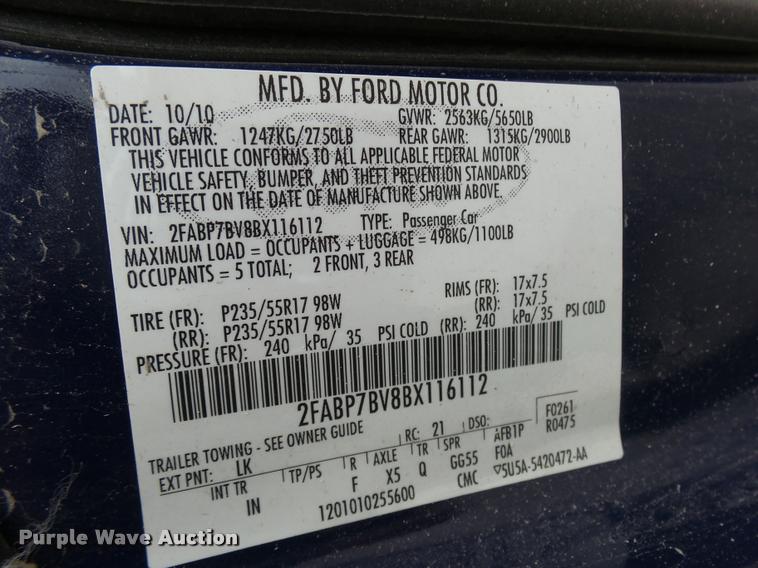 MFD. BY FORD MOTOR CO.
DATE: 10/10 GVWR: 2563KG/5650LB
FRONT GAWR: 1247KG/2750LB REAR GAWR: 1315KG/2900LB
THIS VEHICLE CONFORMS TO ALL APPLICABLE FEDERAL MOTOR
VEHICLE SAFETY, BUMPER, AND THEFT PREVENTION STANDARDS
IN EFFECT ON THE DATE OF MANUFACTURE SHOWN ABOVE.
VIN: 2FABP7BV8BX116112 TYPE: Passenger Car
MAXIMUM LOAD = OCCUPANTS + LUGGAGE = 498KG/1100LB
OCCUPANTS = 5 TOTAL; 2 FRONT, 3 REAR
TIRE (FR): P235/55R17 98W RIMS (FR): 17x7.5
(RR): P235/55R17 98W (RR): 17x7.5
PRESSURE (FR): 240 kPa/ 35 PSI COLD (RR): 240 kPa/ 35 PSI COLD
2FABP7BV8BX116112
F0261
TRAILER TOWING - SEE OWNER GUIDE RC: 21 DSO: AFB1P R0475
EXT PNT: LK TP/PS R AXLE TR SPR F0A
INT TR IN F X5 Q GG55 5U5A-5420472-AA
1201010255600 CMC
Purple Wave Auction